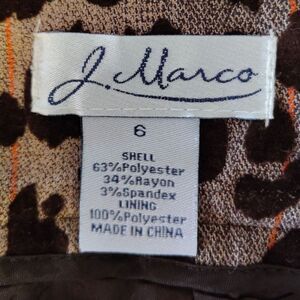 J. Marco
6
SHELL
63%Polyester
34%Rayon
3%Spandex
LINING
100%Polyester
MADE IN CHINA